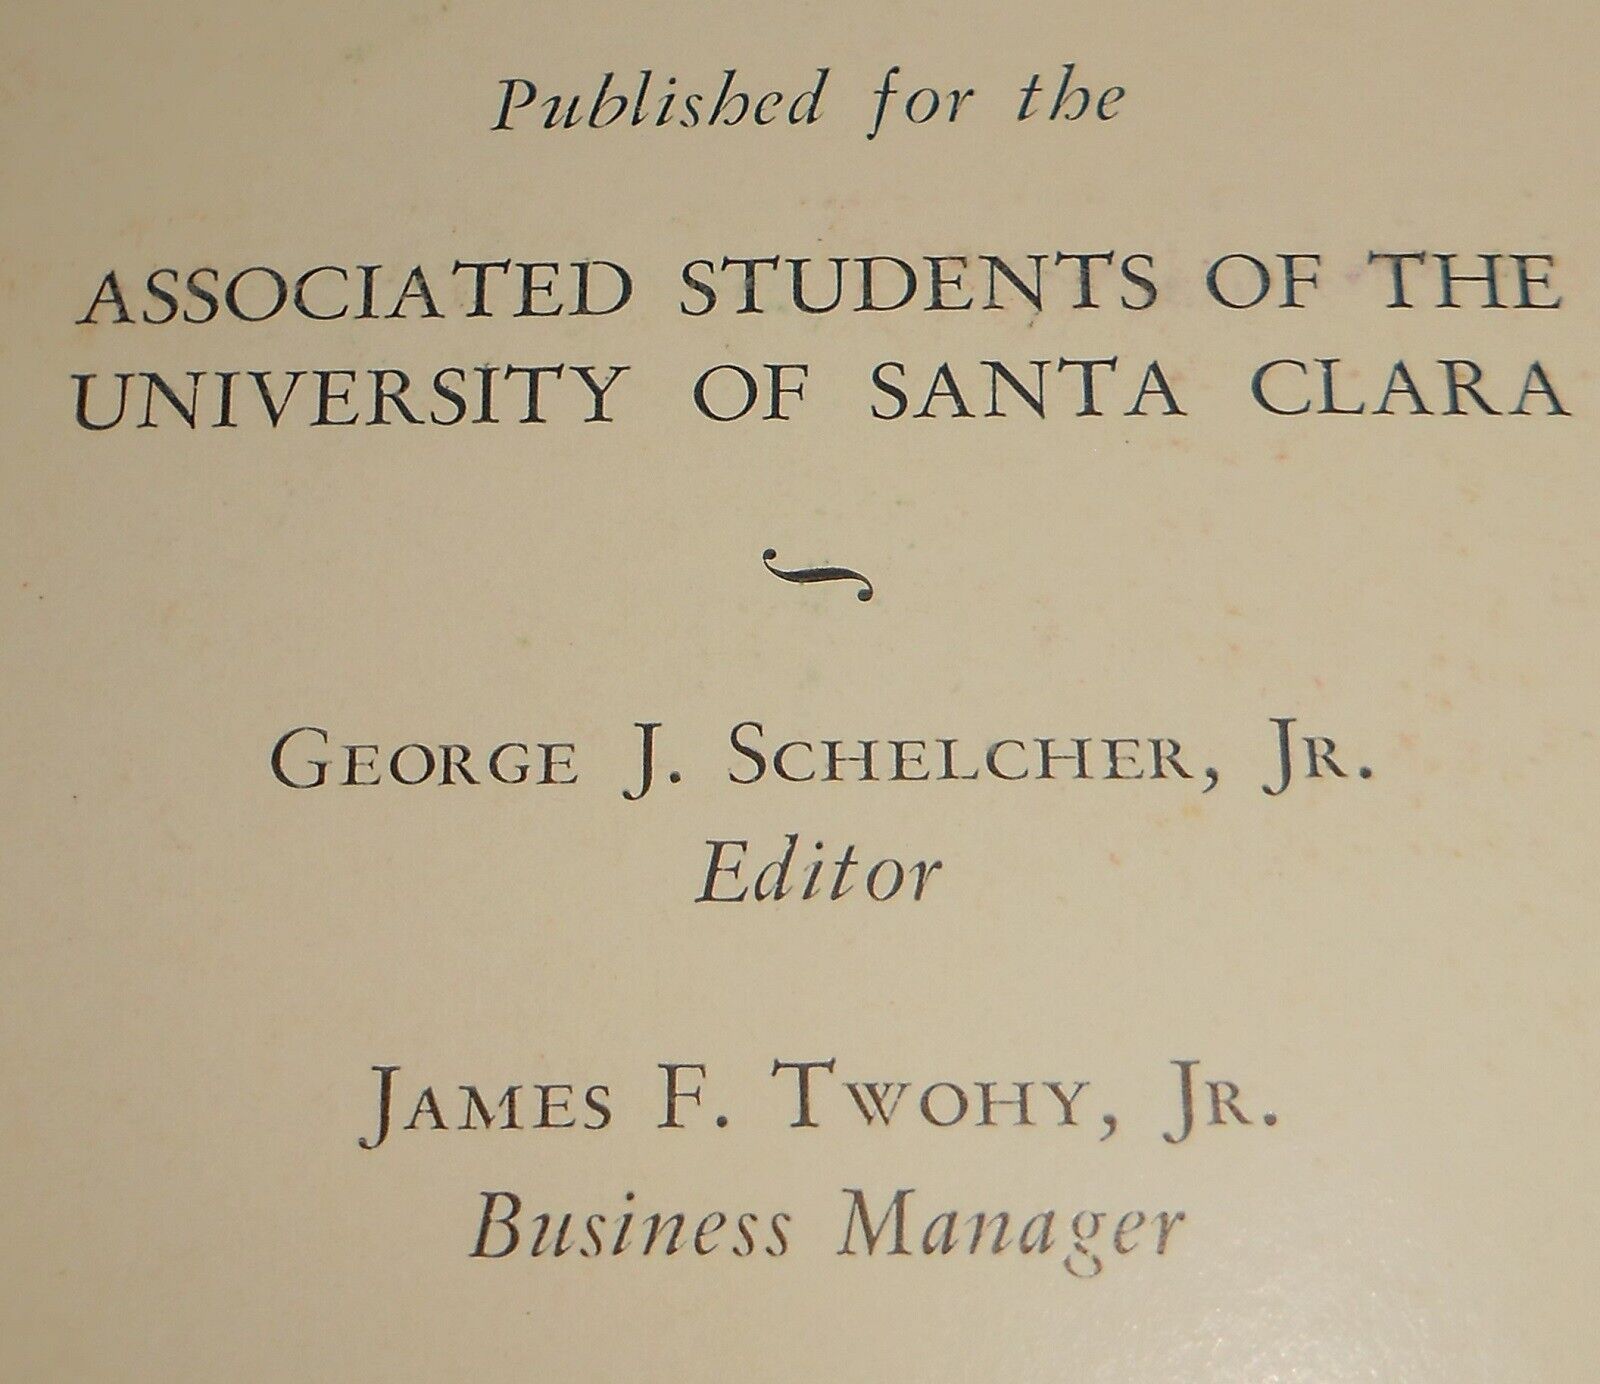 Published for the
ASSOCIATED STUDENTS OF THE
UNIVERSITY OF SANTA CLARA
GEORGE J. SCHELCHER, JR.
Editor
JAMES F. TWOHY, JR.
Business Manager